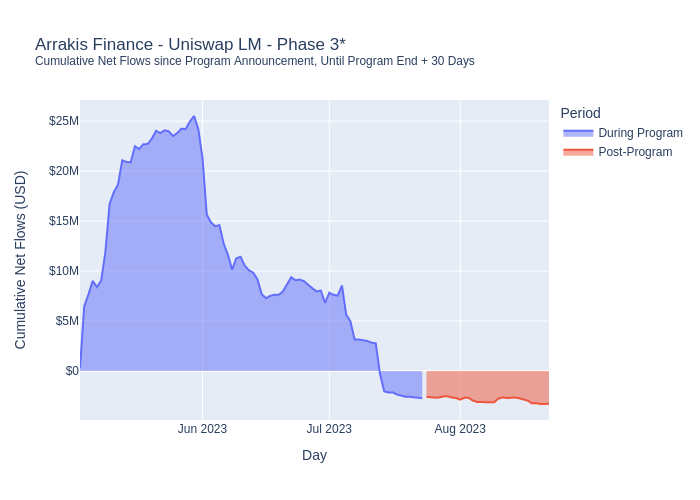 Arrakis Finance - Uniswap LM - Phase 3*
Cumulative Net Flows since Program Announcement, Until Program End + 30 Days
Period
During Program
Post-Program
Cumulative Net Flows (USD)
$25M
$20M
$15M
$10M
$5M
$0
Jun 2023
Jul 2023
Aug 2023
Day